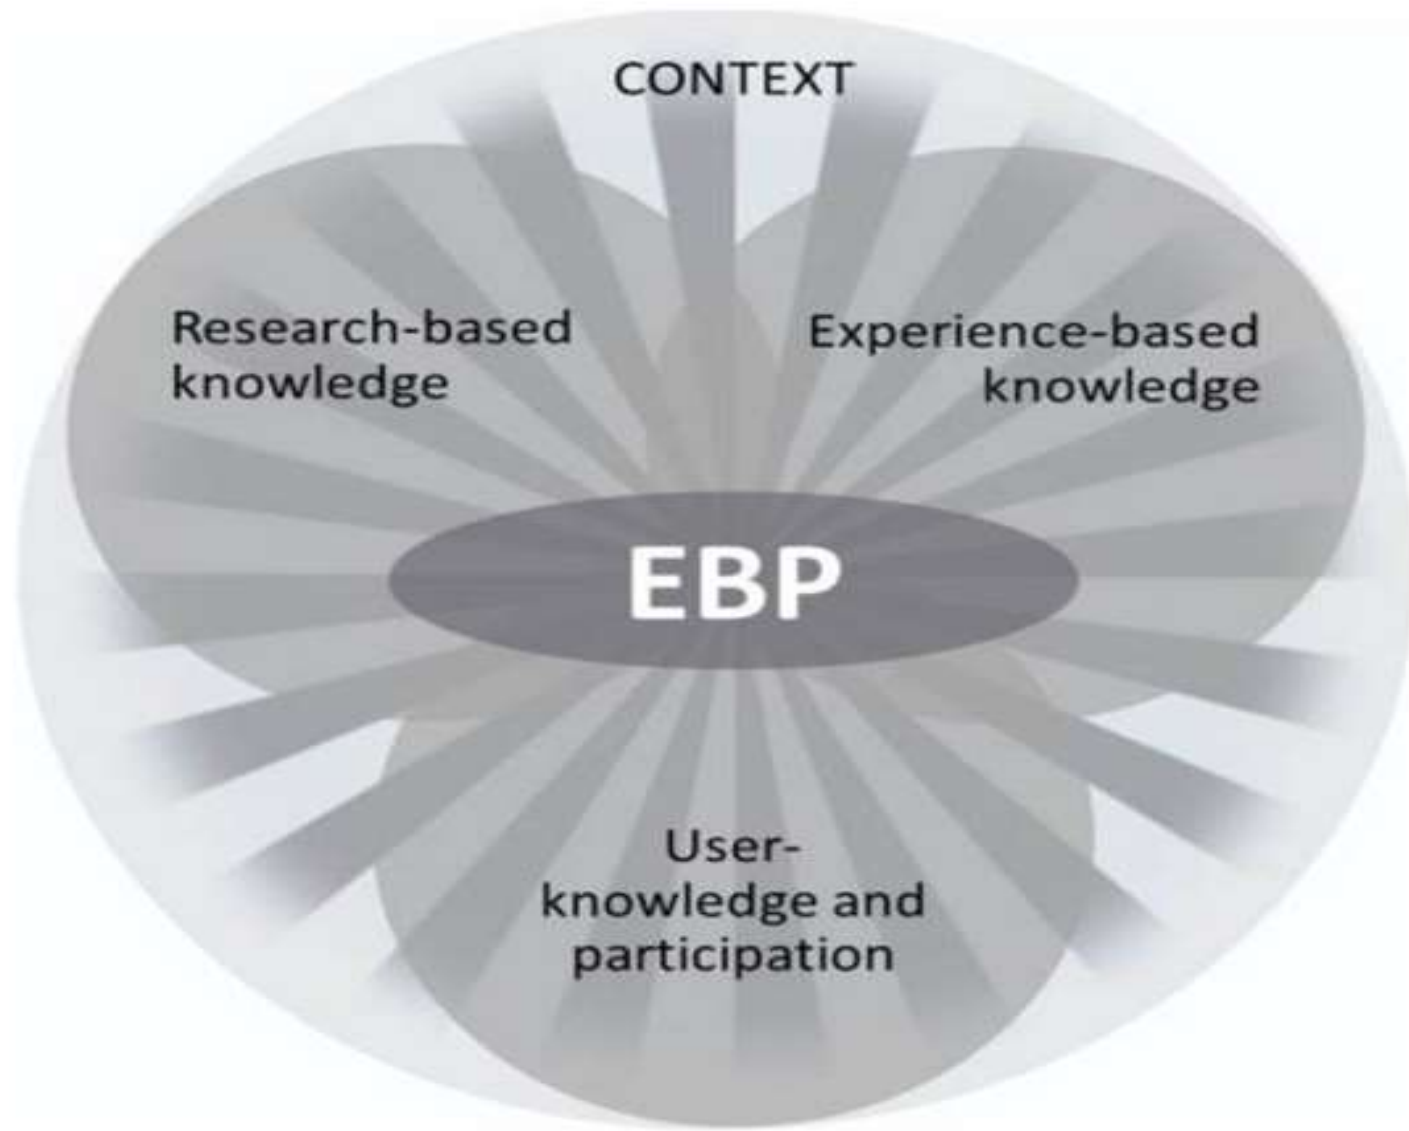 CONTEXT
Research-based
knowledge
Experience-based
knowledge
EBP
User-
knowledge and
participation